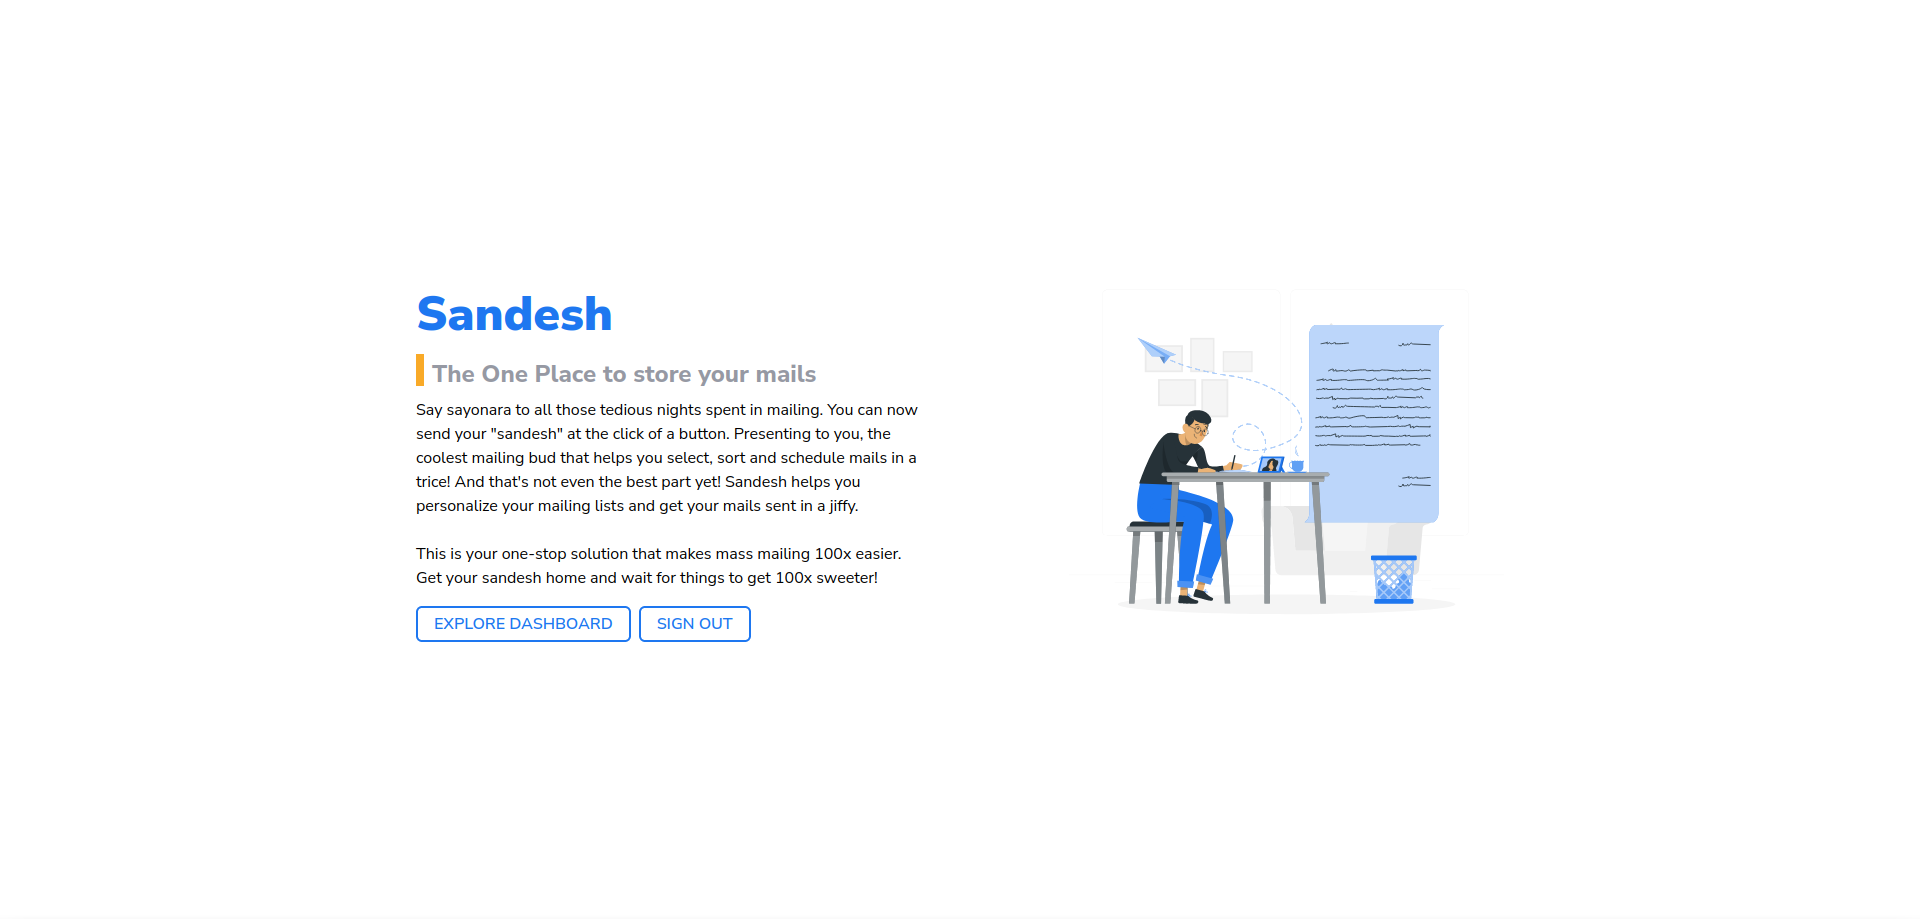 Sandesh
The One Place to store your mails
Say sayonara to all those tedious nights spent in mailing. You can now
send your "sandesh" at the click of a button. Presenting to you, the
coolest mailing bud that helps you select, sort and schedule mails in a
trice! And that's not even the best part yet! Sandesh helps you
personalize your mailing lists and get your mails sent in a jiffy.
This is your one-stop solution that makes mass mailing 100x easier.
Get your sandesh home and wait for things to get 100x sweeter!
EXPLORE DASHBOARD
SIGN OUT